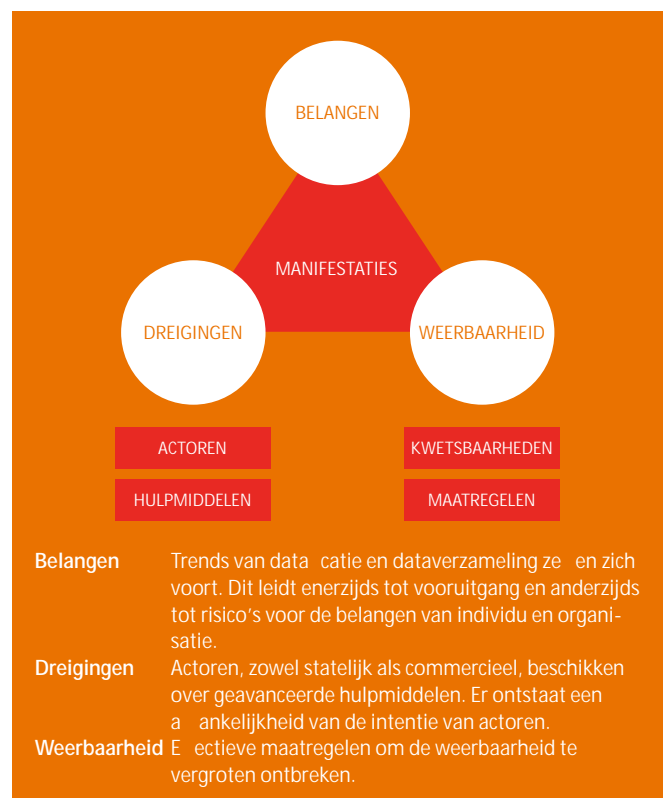 BELANGEN
MANIFESTATIES
DREIGINGEN
WEERBAARHEID
ACTOREN
KWETSBAARHEDEN
HULPMIDDELEN
MAATREGELEN
Belangen Trends van data catie en dataverzameling ze en zich
voort. Dit leidt enerzijds tot vooruitgang en anderzijds
tot risico's voor de belangen van individu en organi-
satie.
Dreigingen Actoren, zowel statelijk als commercieel, beschikken
over geavanceerde hulpmiddelen. Er ontstaat een
a ankelijkheid van de intentie van actoren.
Weerbaarheid E ectieve maatregelen om de weerbaarheid te
vergroten ontbreken.